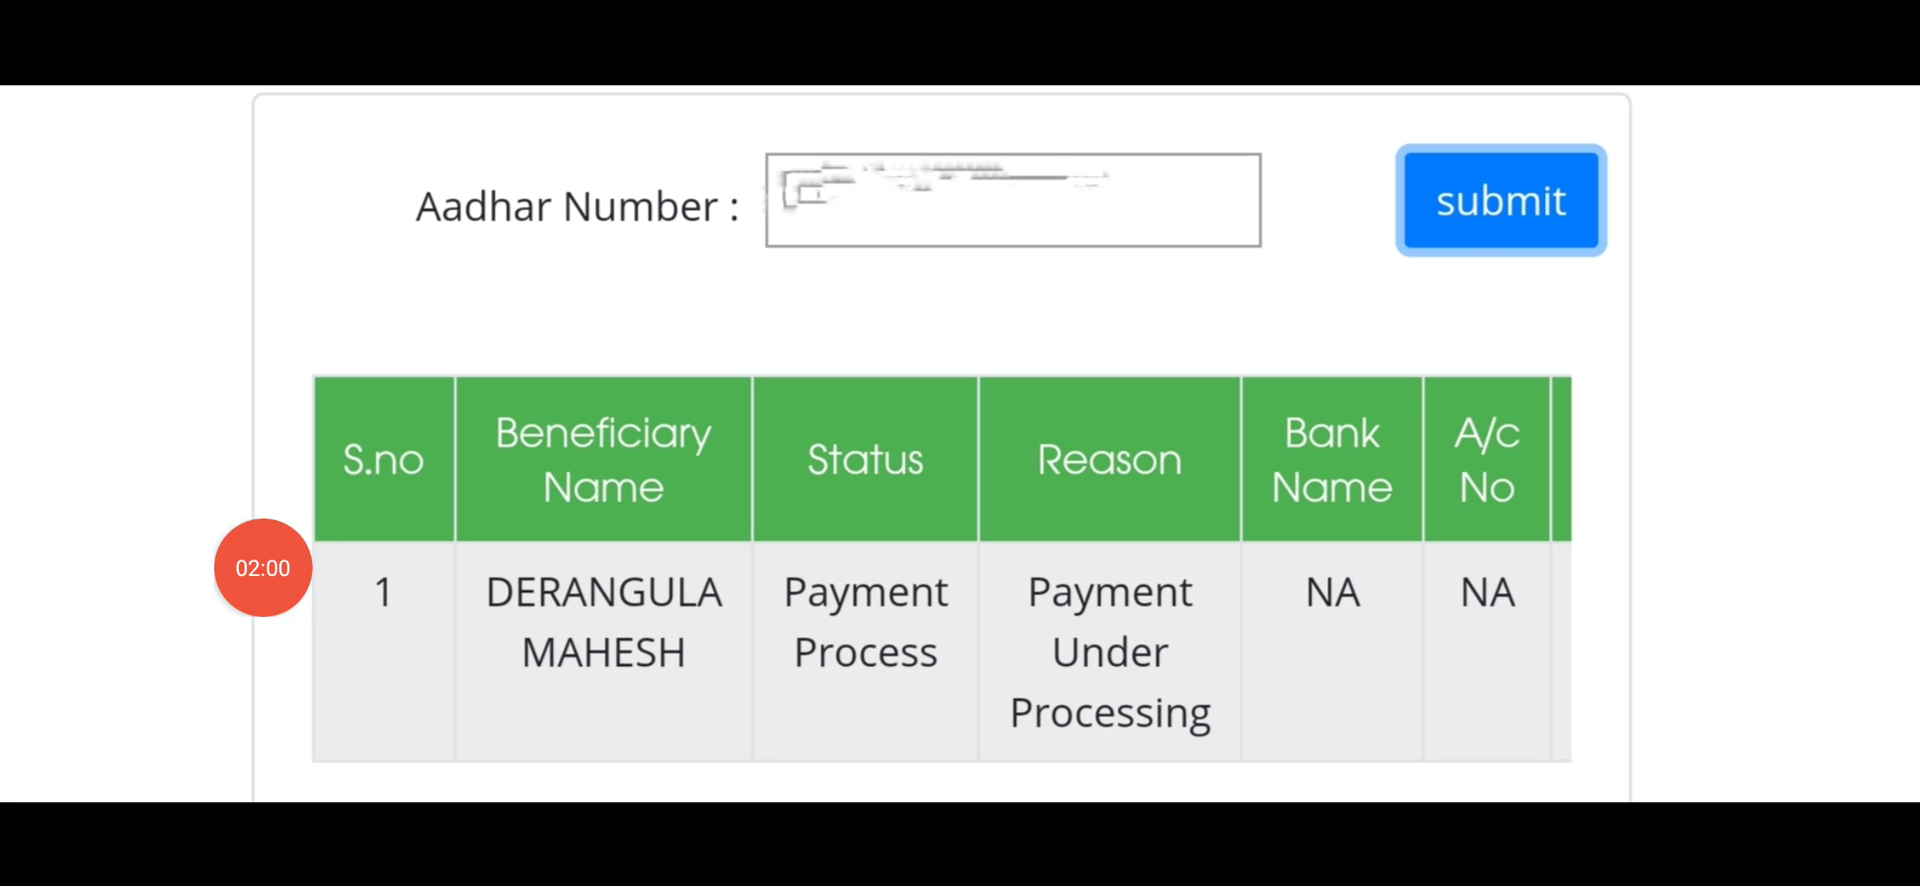 Aadhar Number :
submit
S.no
Beneficiary
Name
Status
Reason
Bank
Name
A/c
No
02:00
1
DERANGULA
MAHESH
Payment
Process
Payment
Under
Processing
NA
NA